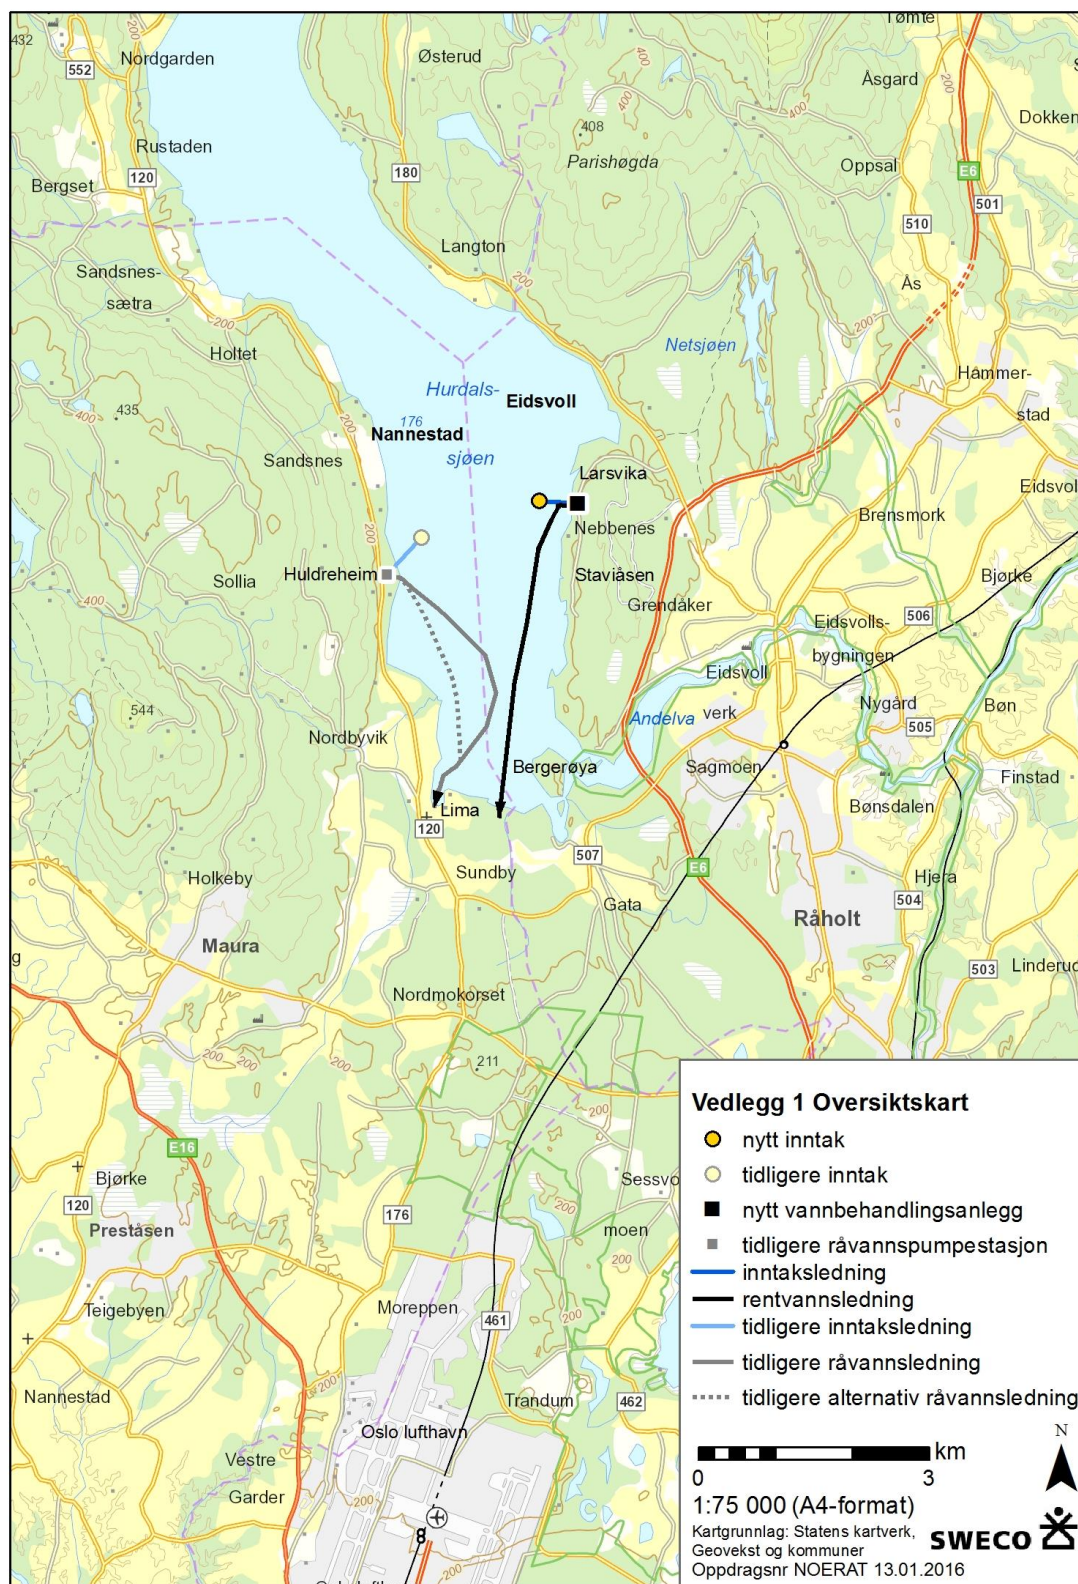 432
Tømte
Nordgarden
Østerud
552
Åsgard
Dokken
408
Parishøgda
Rustaden
120
180
Oppsal
E6
501
Bergset
510
Langton
Sandsnes-
sætra
Ås
Holtet
Netsjøen
Hammer-
stad
Hurdals-
176
sjøen
Eidsvoll
Nannestad
435
Sandsnes
Larsvika
Eidsvol
Nebbenes
Brensmork
Huldreheim
Staviåsen
Sollia
Grendåker
Bjørke
506
Eidsvolls-
bygningen
Eidsvoll
verk
Nygård
Bøn
544
Andelva
505
Nordbyvik
Bergerøya
Sagmoen
Finstad
Bønsdalen
Lima
120
507
E6
Sundby
Holkeby
Hjera
504
Gata
Råholt
Maura
g
503
Linderud
Nordmokorset
211
E16
Bjørke
120
Sessvo
moen
176
Preståsen
Teigebyen
Moreppen
461
Nannestad
Trandum
462
Oslo lufthavn
Vestre
Garder
200
400
Vedlegg 1 Oversiktskart
nytt inntak
tidligere inntak
nytt vannbehandlingsanlegg
tidligere råvannspumpestasjon
inntaksledning
rentvannsledning
tidligere inntaksledning
tidligere råvannsledning
tidligere alternativ råvannsledning
N
km
0 3
1:75 000 (A4-format)
Kartgrunnlag: Statens kartverk,
Geovekst og kommuner
SWECO
Oppdragsnr NOERAT 13.01.2016